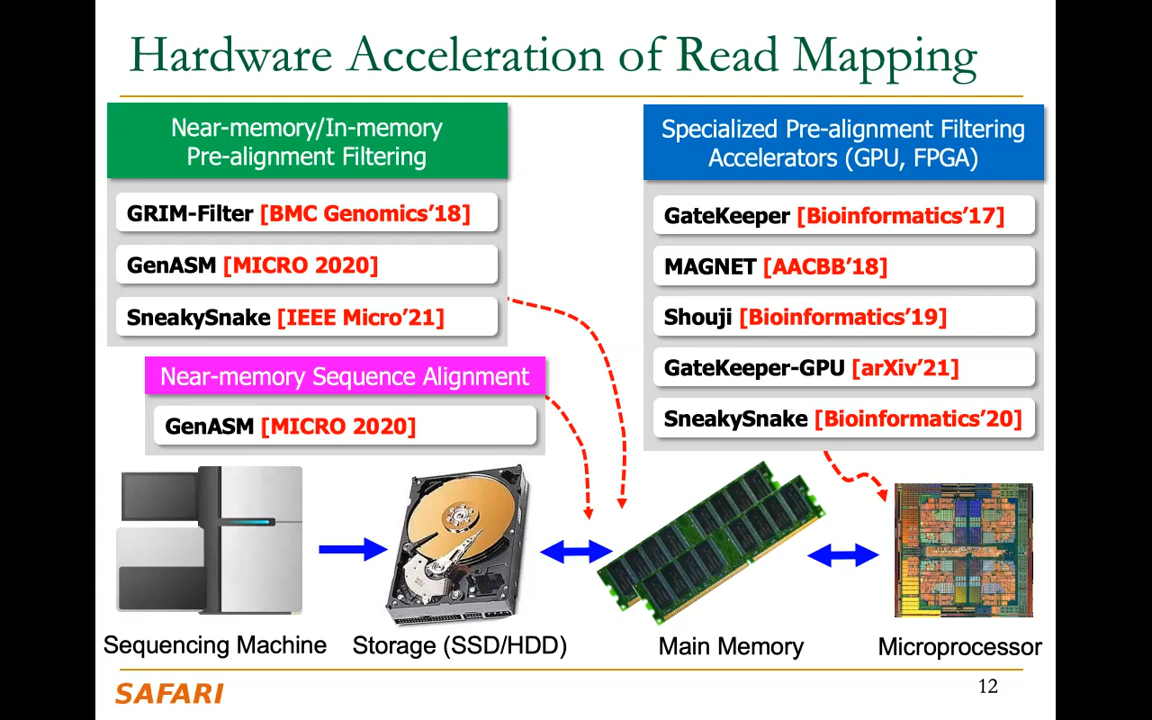 Hardware Acceleration of Read Mapping
Near-memory/In-memory
Pre-alignment Filtering
GRIM-Filter [BMC Genomics'18]
GenASM [MICRO 2020]
SneakySnake [IEEE Micro'21]
Near-memory Sequence Alignment
GenASM [MICRO 2020]
Specialized Pre-alignment Filtering
Accelerators (GPU, FPGA)
GateKeeper [Bioinformatics'17]
MAGNET [AACBB'18]
Shouji [Bioinformatics'19]
GateKeeper-GPU [arXiv'21]
SneakySnake [Bioinformatics'20]
Sequencing Machine
Storage (SSD/HDD)
Main Memory
Microprocessor
SAFARI
12